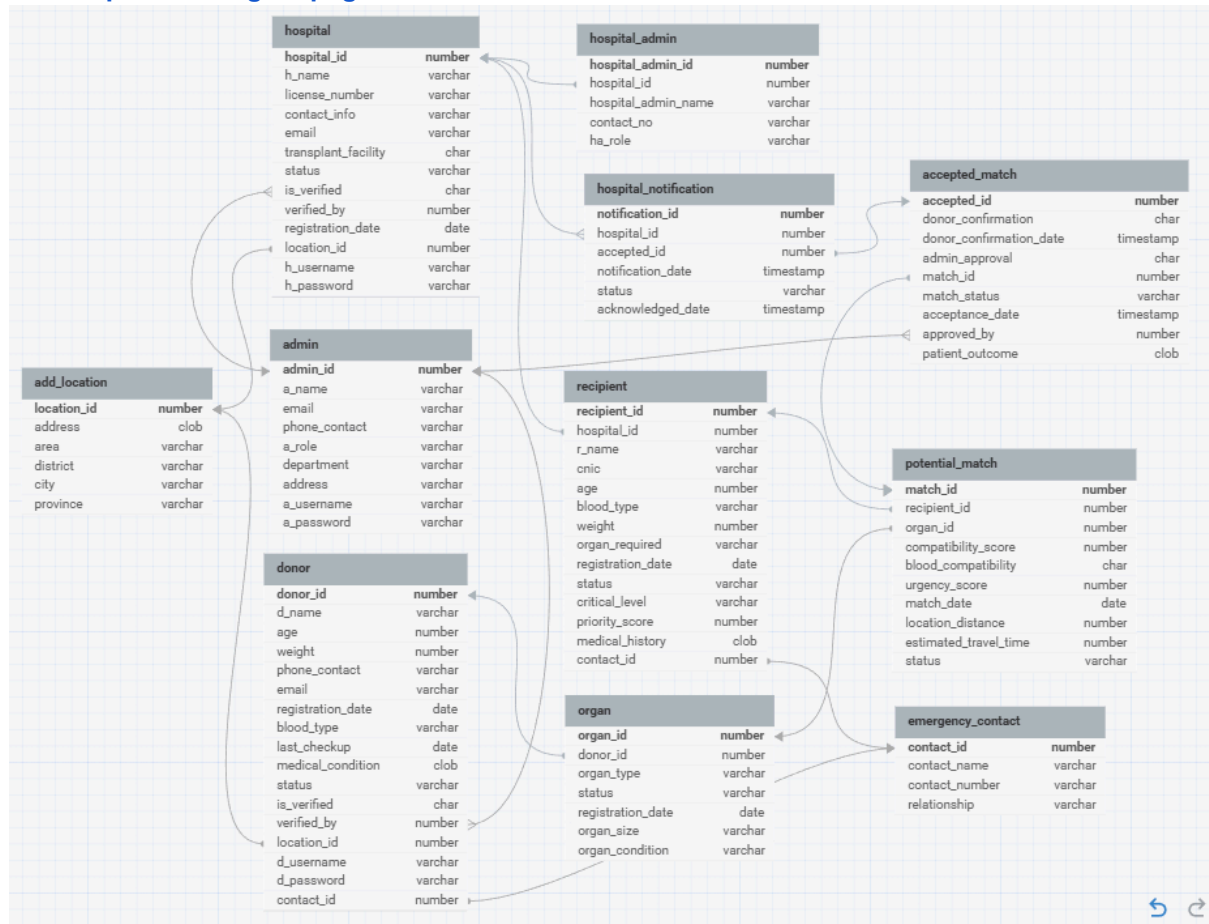 hospital
hospital_id number
h_name varchar
license_number varchar
contact_info varchar
email varchar
transplant_facility char
status varchar
is_verified char
verified_by number
registration_date date
location_id number
h_username varchar
h_password varchar
hospital_admin
hospital_admin_id number
hospital_id number
hospital_admin_name varchar
contact_no varchar
ha_role varchar
hospital_notification
notification_id number
hospital_id number
accepted_id number
notification_date timestamp
status varchar
acknowledged_date timestamp
accepted_match
accepted_id number
donor_confirmation char
donor_confirmation_date timestamp
admin_approval char
match_id number
match_status varchar
acceptance_date timestamp
approved_by number
patient_outcome clob
add_location
location_id number
address clob
area varchar
district varchar
city varchar
province varchar
admin
admin_id number
a_name varchar
email varchar
phone_contact varchar
a_role varchar
department varchar
address varchar
a_username varchar
a_password varchar
recipient
recipient_id number
hospital_id number
r_name varchar
cnic varchar
age number
blood_type varchar
weight number
organ_required varchar
registration_date date
status varchar
critical_level varchar
priority_score number
medical_history clob
contact_id number
potential_match
match_id number
recipient_id number
organ_id number
compatibility_score number
blood_compatibility char
urgency_score number
match_date date
location_distance number
estimated_travel_time number
status varchar
donor
donor_id number
d_name varchar
age number
weight number
phone_contact varchar
email varchar
registration_date date
blood_type varchar
last_checkup date
medical_condition clob
status varchar
is_verified char
verified_by number
location_id number
d_username varchar
d_password varchar
contact_id number
organ
organ_id number
donor_id number
organ_type varchar
status varchar
registration_date date
organ_size varchar
organ_condition varchar
emergency_contact
contact_id number
contact_name varchar
contact_number varchar
relationship varchar